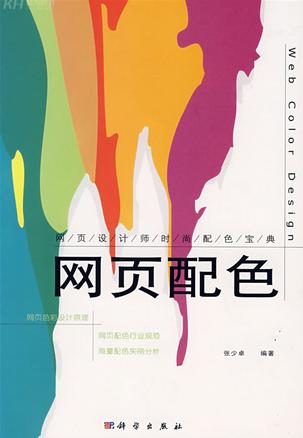 Web Color Design
网/页/设/计/师/时/尚/配/色/宝/典
网页配色
网页色彩设计原理
网页配色行业规范
海量配色实例分析
张少卓 编著
科学出版社